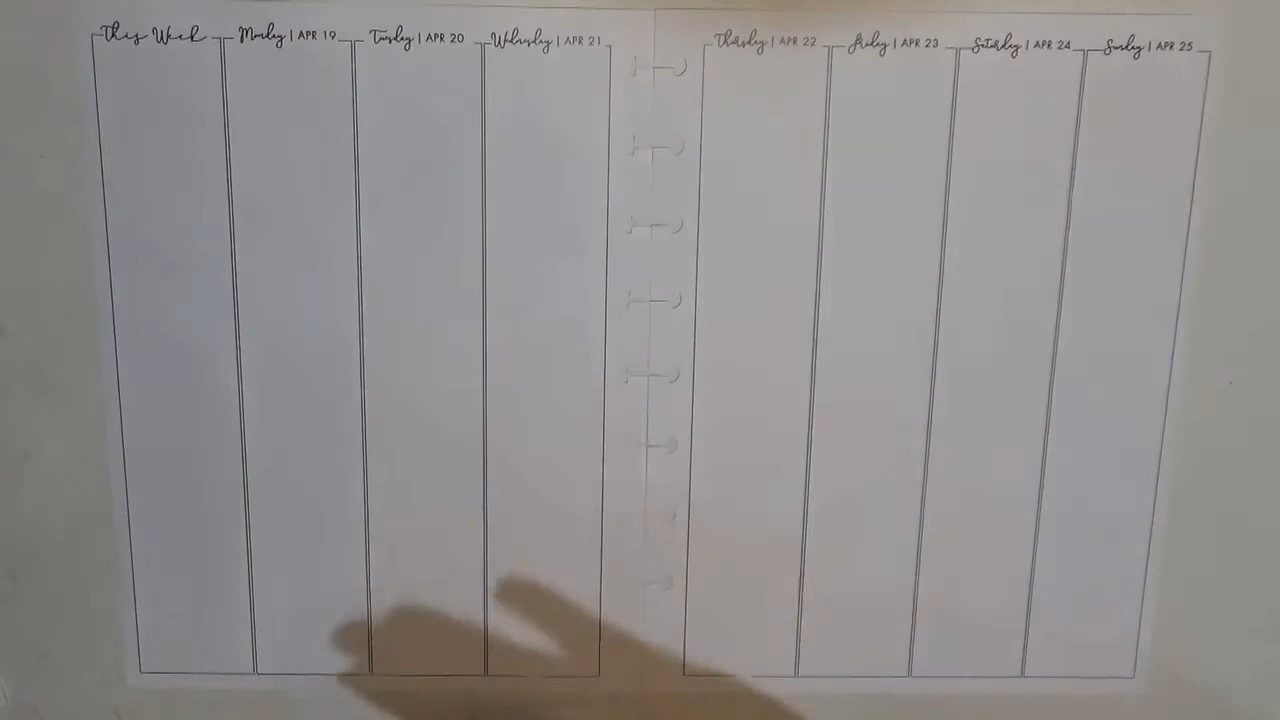 This Week
Monday | APR 19
Tuesday | APR 20
Wednesday | APR 21
Thursday | APR 22
Friday | APR 23
Saturday | APR 24
Sunday | APR 25